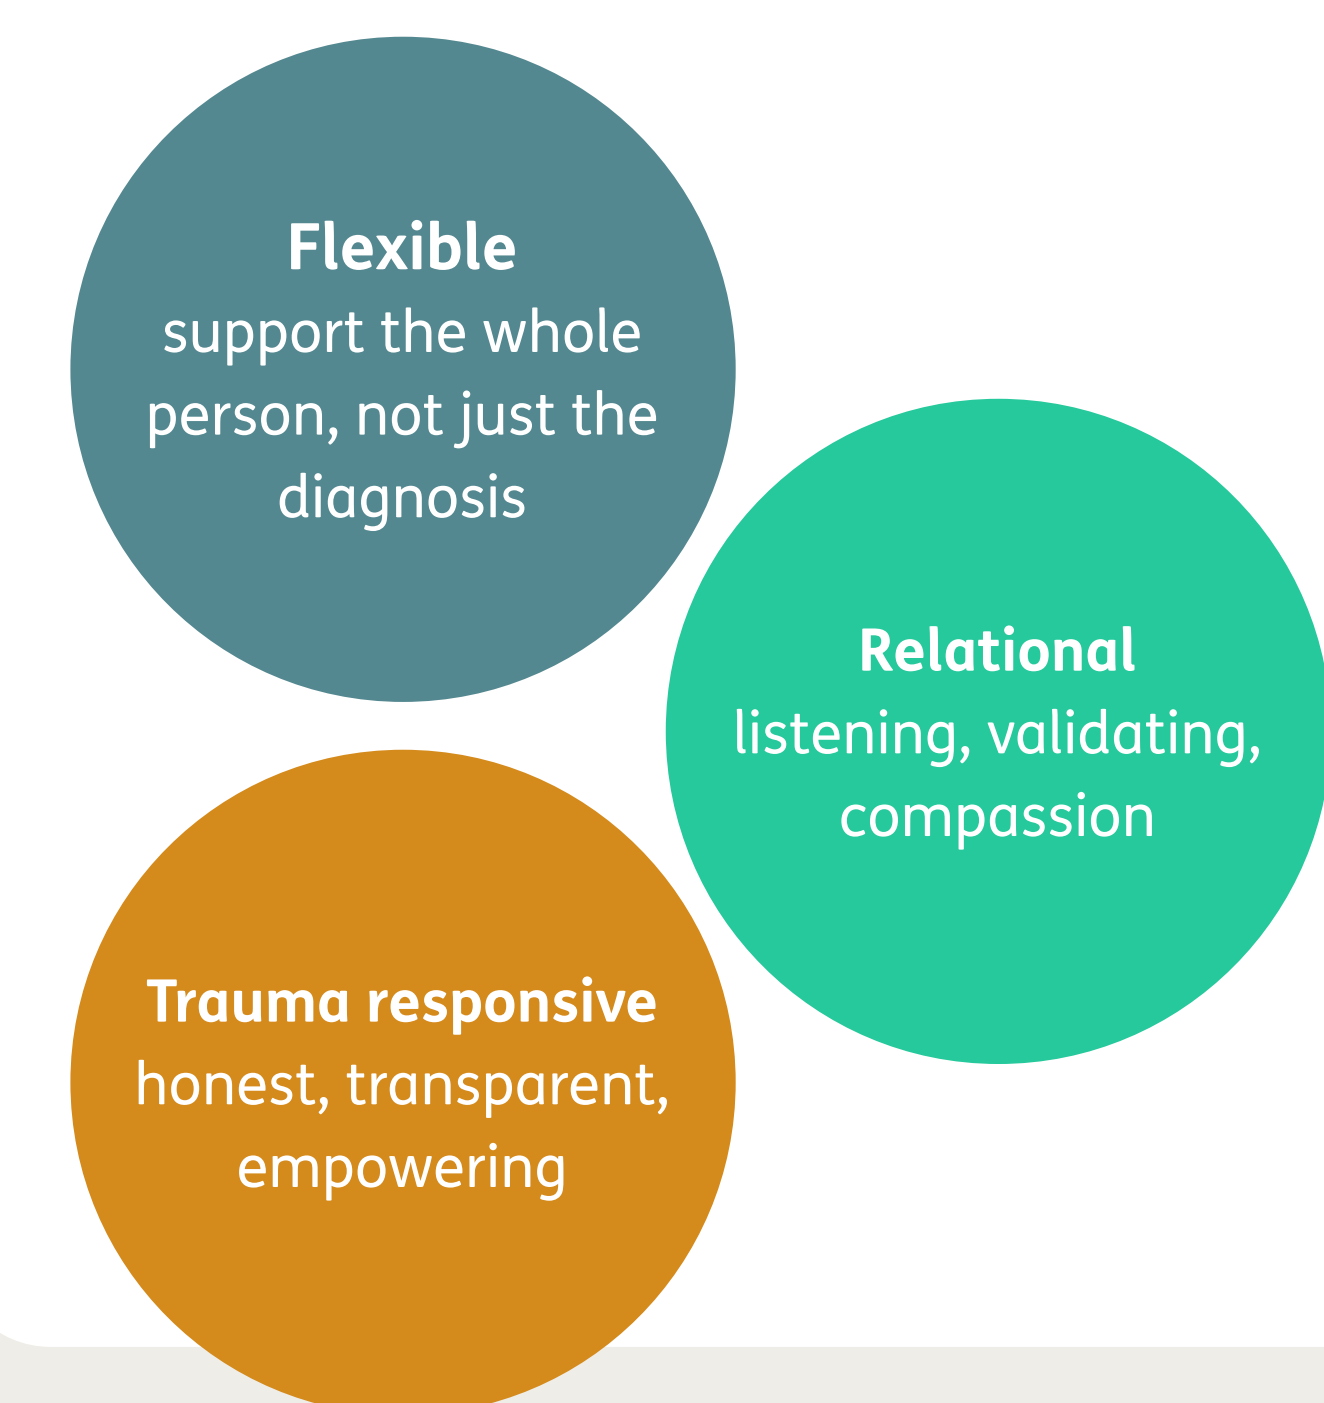 Flexible
support the whole
person, not just the
diagnosis
Relational
listening, validating,
compassion
Trauma responsive
honest, transparent,
empowering